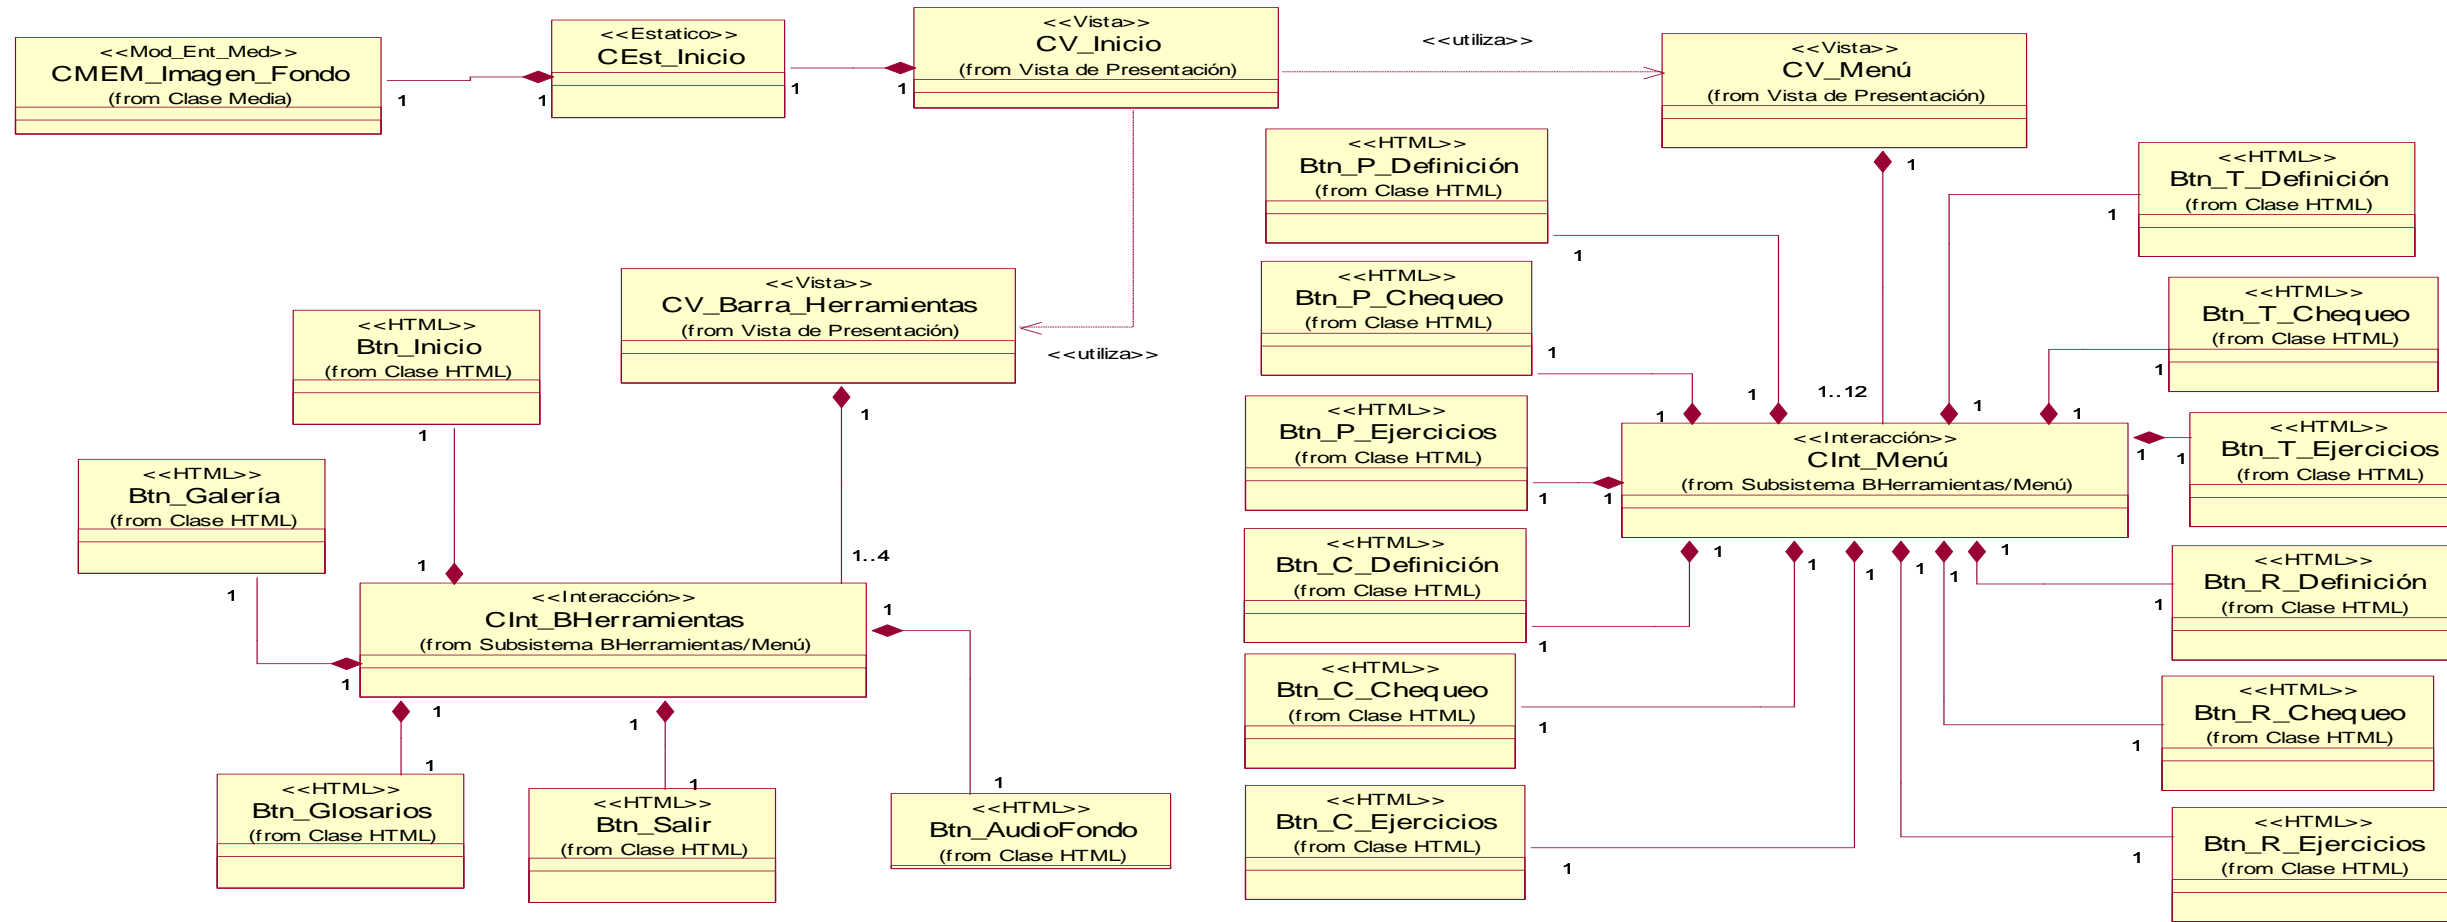 <<Mod_Ent_Med>>
CMEM_Imagen_Fondo
(from Clase Media)
1
1
<<Estatico>>
CEst_Inicio
1
1
<<Vista>>
CV_Inicio
(from Vista de Presentación)
<<utiliza>>
<<Vista>>
CV_Menú
(from Vista de Presentación)
1
1..12
<<utiliza>>
<<Vista>>
CV_Barra_Herramientas
(from Vista de Presentación)
1
1..4
<<HTML>>
Btn_Inicio
(from Clase HTML)
1
1
<<HTML>>
Btn_Galería
(from Clase HTML)
1
1
<<Interacción>>
CInt_BHerramientas
(from Subsistema BHerramientas/Menú)
1
1
1
<<HTML>>
Btn_Glosarios
(from Clase HTML)
1
<<HTML>>
Btn_Salir
(from Clase HTML)
1
<<HTML>>
Btn_AudioFondo
(from Clase HTML)
1
<<HTML>>
Btn_P_Definición
(from Clase HTML)
1
1
<<HTML>>
Btn_P_Chequeo
(from Clase HTML)
1
1
<<HTML>>
Btn_P_Ejercicios
(from Clase HTML)
1
1
<<HTML>>
Btn_C_Definición
(from Clase HTML)
1
1
<<HTML>>
Btn_C_Chequeo
(from Clase HTML)
1
1
<<HTML>>
Btn_C_Ejercicios
(from Clase HTML)
1
1
<<Interacción>>
CInt_Menú
(from Subsistema BHerramientas/Menú)
<<HTML>>
Btn_T_Definición
(from Clase HTML)
1
1
<<HTML>>
Btn_T_Chequeo
(from Clase HTML)
1
1
<<HTML>>
Btn_T_Ejercicios
(from Clase HTML)
1
1
<<HTML>>
Btn_R_Definición
(from Clase HTML)
1
1
<<HTML>>
Btn_R_Chequeo
(from Clase HTML)
1
1
<<HTML>>
Btn_R_Ejercicios
(from Clase HTML)
1
1